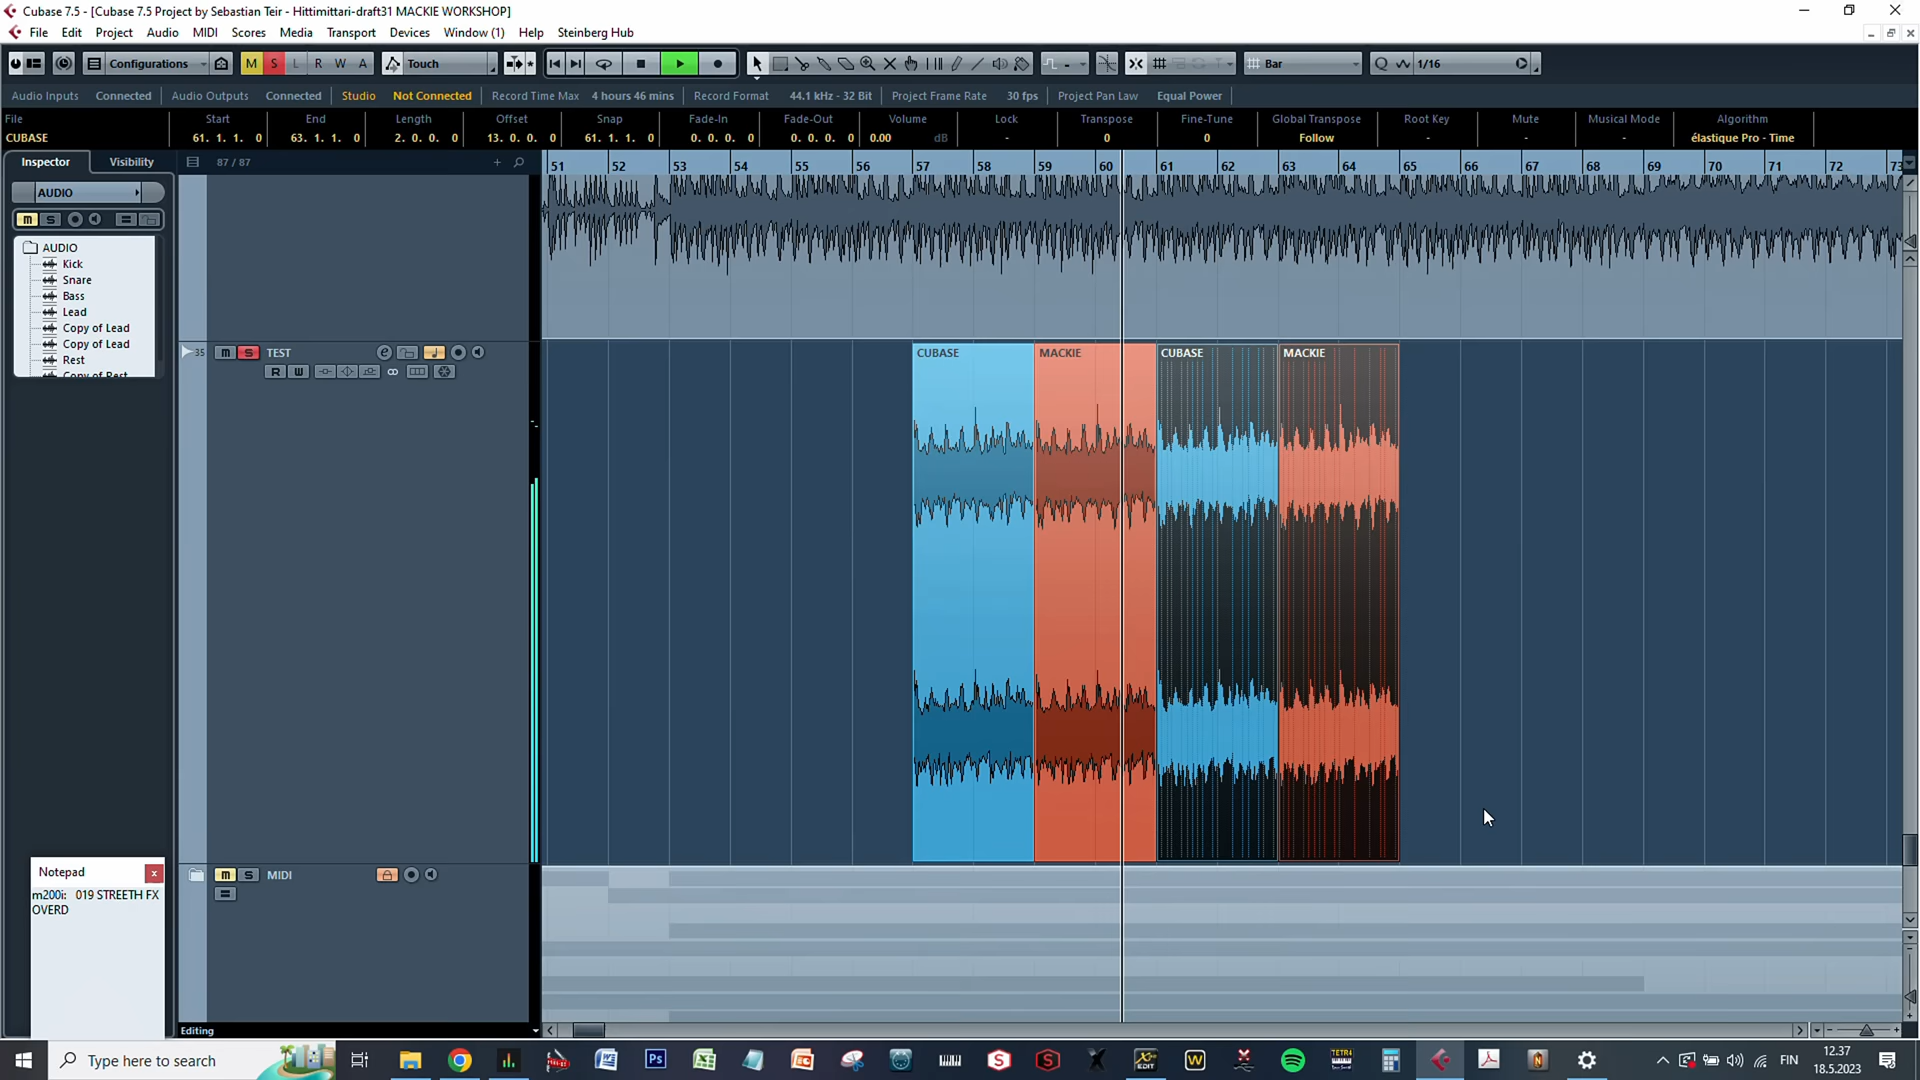 Cubase 7.5 - [Cubase 7.5 Project by Sebastian Teir - Hittimittari-draft31 MACKIE WORKSHOP]
File Edit Project Audio MIDI Scores Media Transport Devices Window (1) Help Steinberg Hub
Configurations M S L R W A Touch Bar Q 1/16
Audio Inputs Connected Audio Outputs Connected Studio Not Connected Record Time Max 4 hours 46 mins Record Format 44.1 kHz - 32 Bit Project Frame Rate 30 fps Project Pan Law Equal Power
File Start End Length Offset Snap Fade-In Fade-Out Volume Lock Transpose Fine-Tune Global Transpose Root Key Mute Musical Mode Algorithm
CUBASE 61. 1. 1. 0 63. 1. 1. 0 2. 0. 0. 0 13. 0. 0. 0 61. 1. 1. 0 0. 0. 0. 0 0. 0. 0. 0 0.00 dB - 0 0 Follow - - - élastique Pro - Time
Inspector Visibility 87 / 87
51 52 53 54 55 56 57 58 59 60 61 62 63 64 65 66 67 68 69 70 71 72 73
AUDIO
m S
AUDIO
Kick
Snare
Bass
Lead
Copy of Lead
Copy of Lead
Rest
Copy of Rest
35 m S TEST e
R W
CUBASE MACKIE CUBASE MACKIE
m S MIDI
Notepad x
m200i: 019 STREETH FX
OVERD
Editing
Type here to search
FIN
12.37
18.5.2023